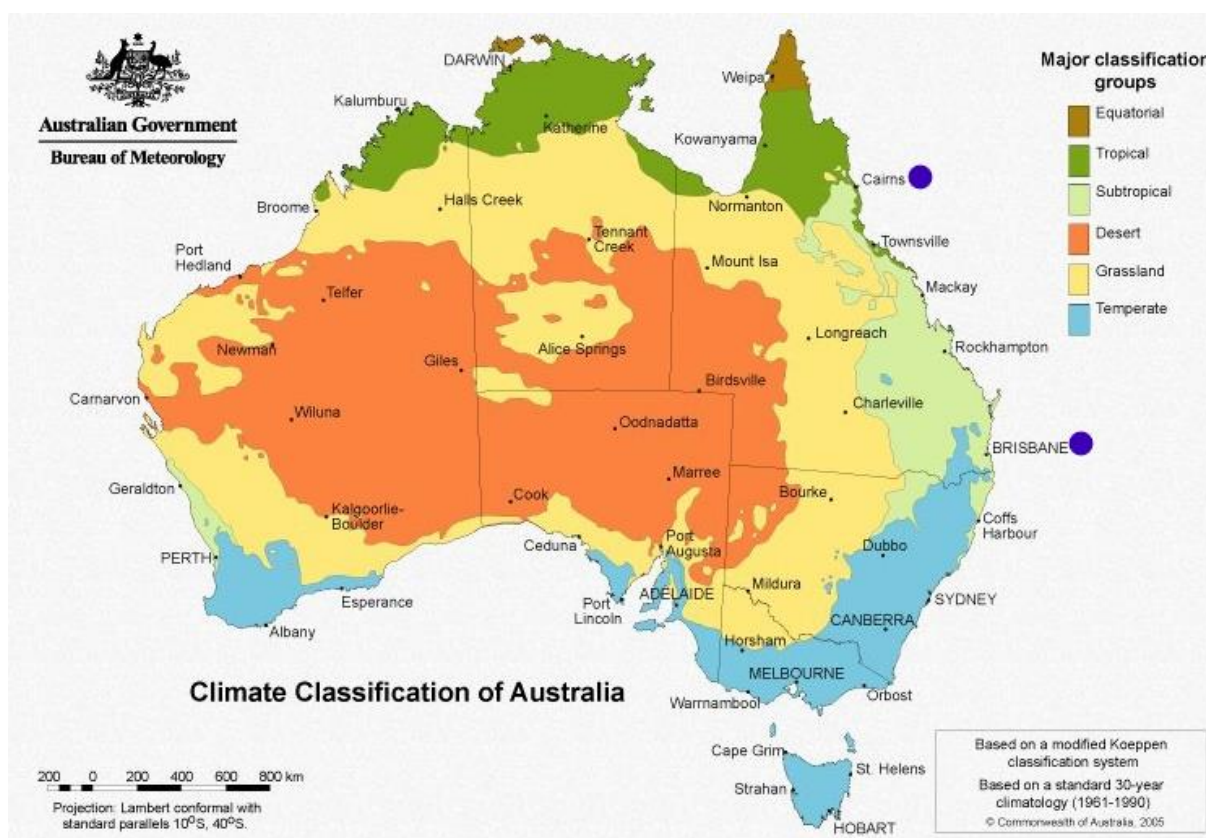 Australian Government
Bureau of Meteorology
Major classification
groups
Equatorial
Tropical
Subtropical
Desert
Grassland
Temperate
DARWIN
Weipa
Kalumburu
Katherine
Kowanyama
Cairns
Broome
Halls Creek
Normanton
Port
Hedland
Tennant
Creek
Townsville
Mount Isa
Telfer
Mackay
Newman
Alice Springs
Longreach
Rockhampton
Giles
Birdsville
Carnarvon
Wiluna
Charleville
Oodnadatta
BRISBANE
Geraldton
Marree
Bourke
Cook
Kalgoorlie-
Boulder
Coffs
Harbour
Ceduna
Port
Augusta
Dubbo
PERTH
Mildura
Esperance
Port
Lincoln
ADELAIDE
SYDNEY
CANBERRA
Albany
Horsham
MELBOURNE
Orbost
Warrnambool
Climate Classification of Australia
Cape Grim
St. Helens
Strahan
HOBART
200 0 200 400 600 800 km
Projection: Lambert conformal with
standard parallels 10°S, 40°S.
Based on a modified Koeppen
classification system
Based on a standard 30-year
climatology (1961-1990)
© Commonwealth of Australia, 2005